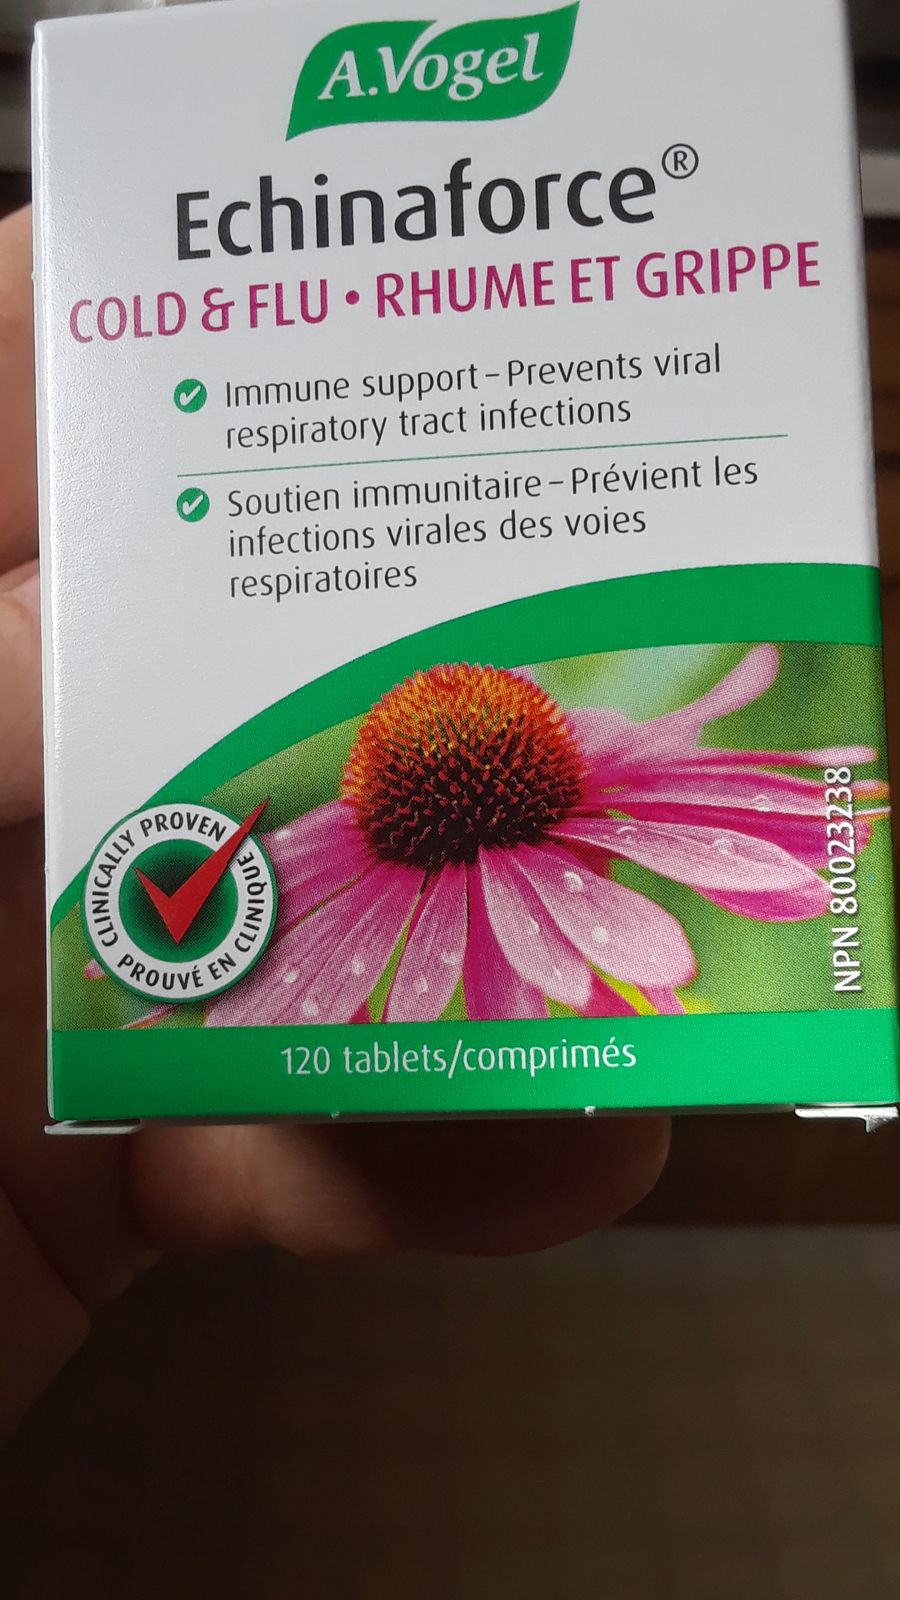 A.Vogel
Echinaforce®
COLD & FLU • RHUME ET GRIPPE
Immune support – Prevents viral
respiratory tract infections
Soutien immunitaire – Prévient les
infections virales des voies
respiratoires
CLINICALLY PROVEN
PROUVÉ EN CLINIQUE
NPN 80023238
120 tablets/comprimés